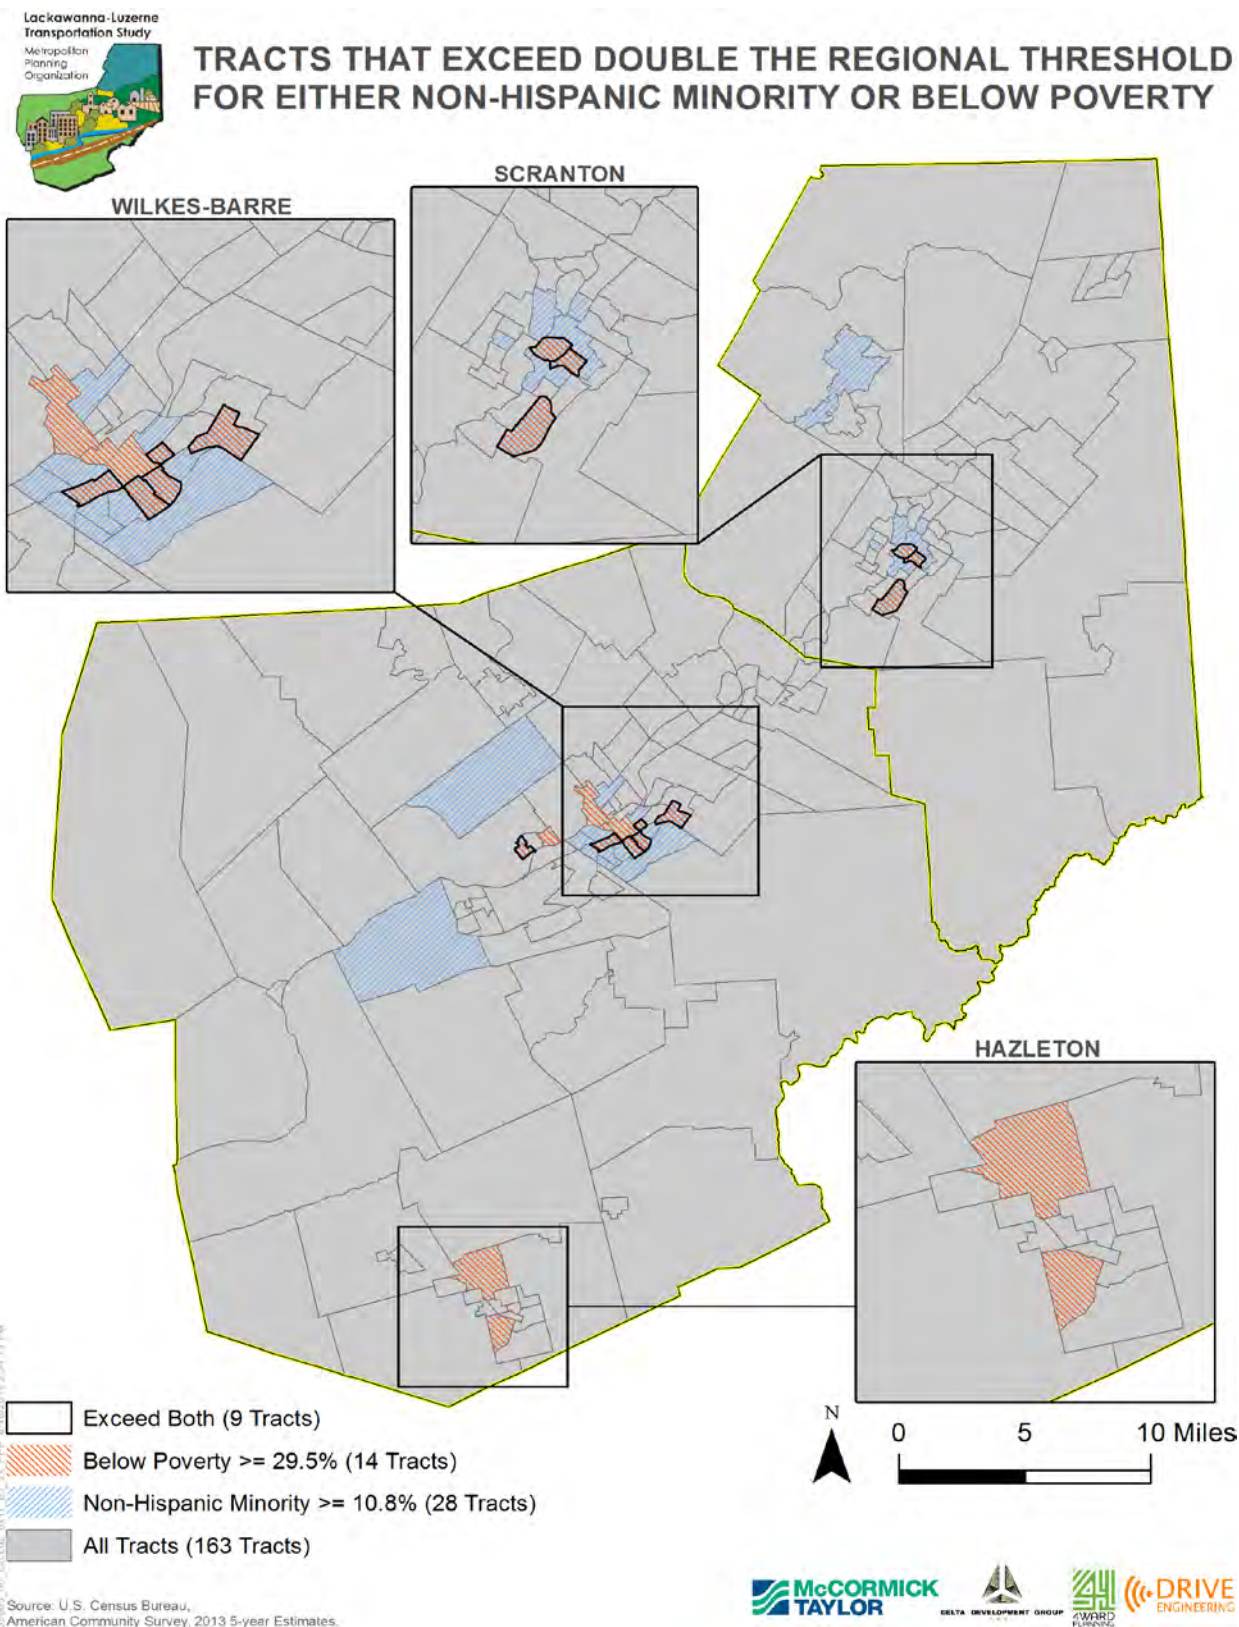 Lackawanna-Luzerne
Transportation Study
Metropolitan
Planning
Organization
TRACTS THAT EXCEED DOUBLE THE REGIONAL THRESHOLD
FOR EITHER NON-HISPANIC MINORITY OR BELOW POVERTY
SCRANTON
WILKES-BARRE
HAZLETON
Exceed Both (9 Tracts)
Below Poverty >= 29.5% (14 Tracts)
Non-Hispanic Minority >= 10.8% (28 Tracts)
All Tracts (163 Tracts)
N
0 5 10 Miles
Source: U.S. Census Bureau,
American Community Survey, 2013 5-year Estimates.
McCORMICK
TAYLOR
DELTA DEVELOPMENT GROUP
4WARD
PLANNING
DRIVE
ENGINEERING